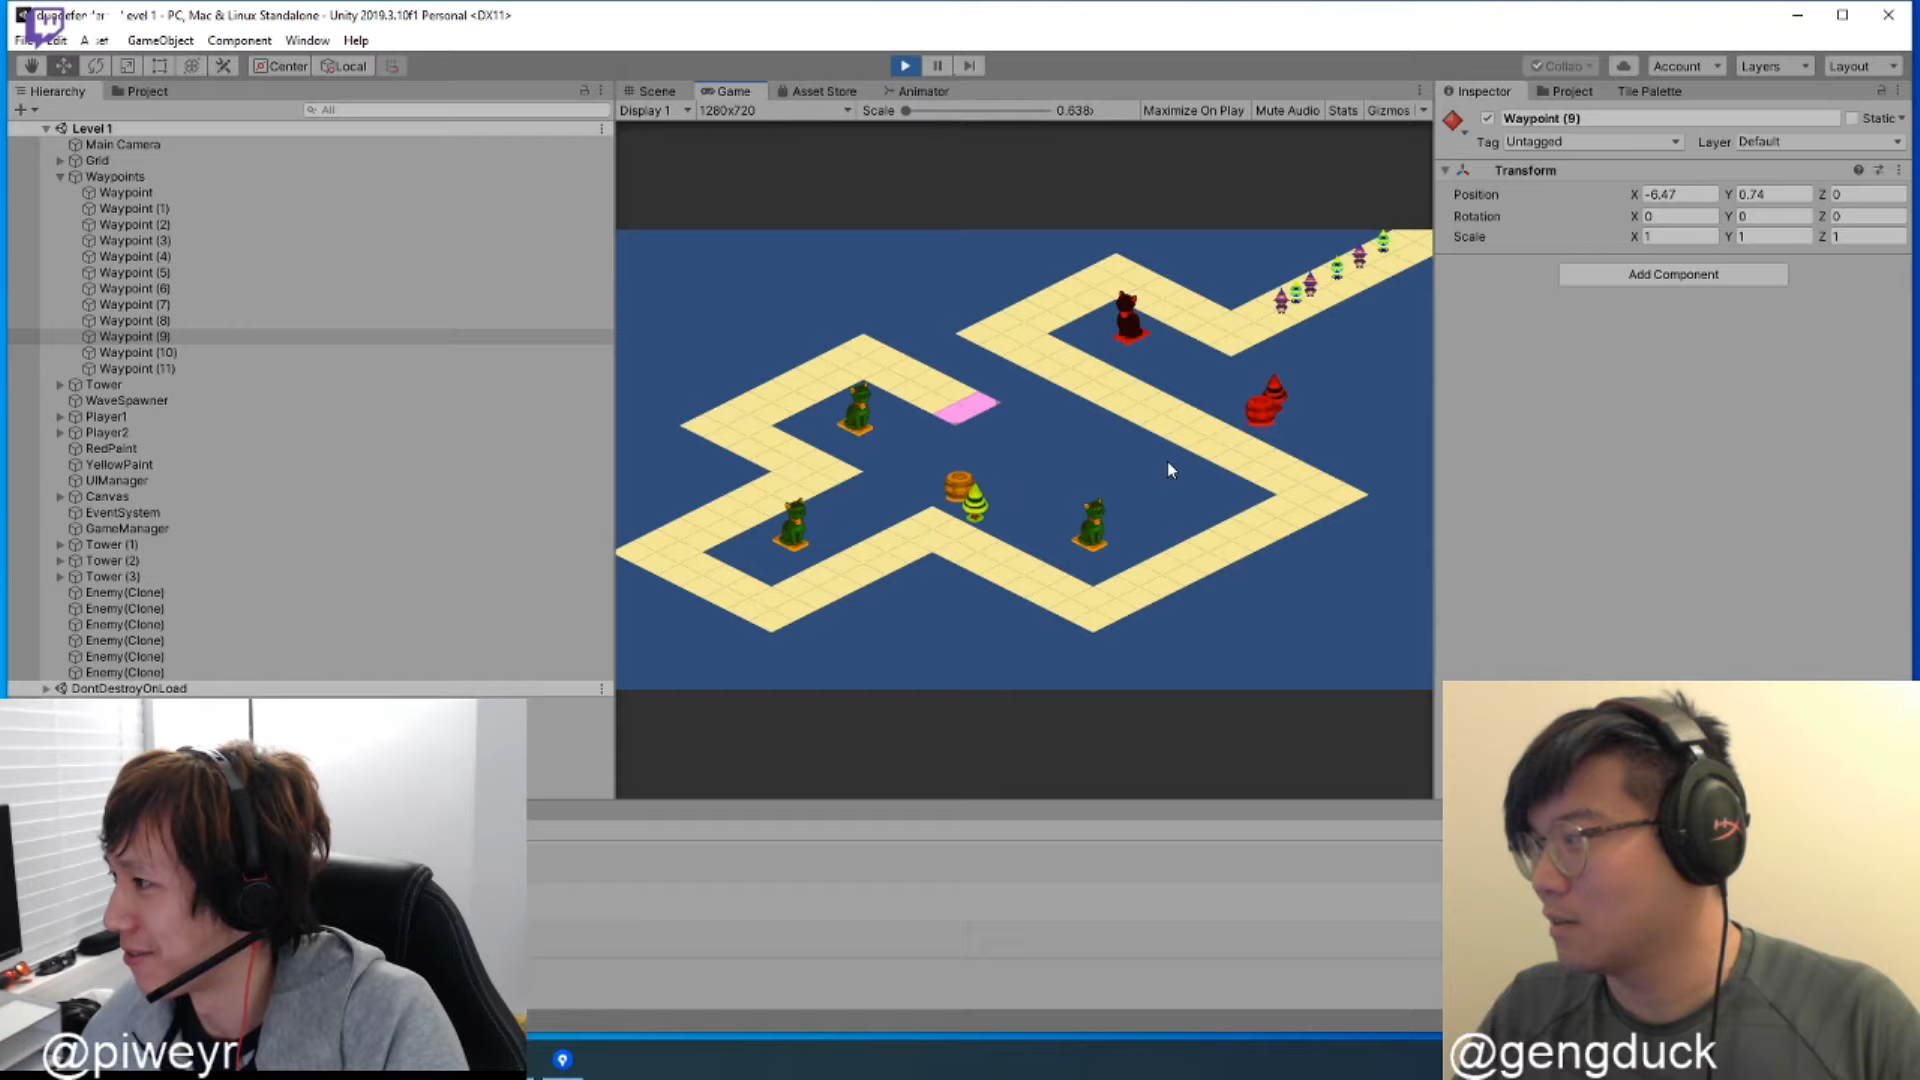 Level 1 - PC, Mac & Linux Standalone - Unity 2019.3.10f1 Personal <DX11>
GameObject Component Window Help
Center Local
Collab Account Layers Layout
Hierarchy Project
Scene Game Asset Store Animator
Inspector Project Tile Palette
All
Display 1 1280x720 Scale 0.638x Maximize On Play Mute Audio Stats Gizmos
Waypoint (9) Static
Tag Untagged Layer Default
Transform
Position X -6.47 Y 0.74 Z 0
Rotation X 0 Y 0 Z 0
Scale X 1 Y 1 Z 1
Add Component
Level 1
Main Camera
Grid
Waypoints
Waypoint
Waypoint (1)
Waypoint (2)
Waypoint (3)
Waypoint (4)
Waypoint (5)
Waypoint (6)
Waypoint (7)
Waypoint (8)
Waypoint (9)
Waypoint (10)
Waypoint (11)
Tower
WaveSpawner
Player1
Player2
RedPaint
YellowPaint
UIManager
Canvas
EventSystem
GameManager
Tower (1)
Tower (2)
Tower (3)
Enemy(Clone)
Enemy(Clone)
Enemy(Clone)
Enemy(Clone)
Enemy(Clone)
Enemy(Clone)
DontDestroyOnLoad
@piweyr
@gengduck